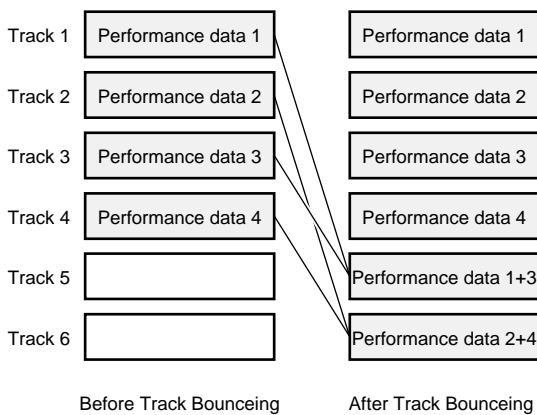 Track 1 Performance data 1 Performance data 1
Track 2 Performance data 2 Performance data 2
Track 3 Performance data 3 Performance data 3
Track 4 Performance data 4 Performance data 4
Track 5 Performance data 1+3
Track 6 Performance data 2+4
Before Track Bounceing After Track Bounceing